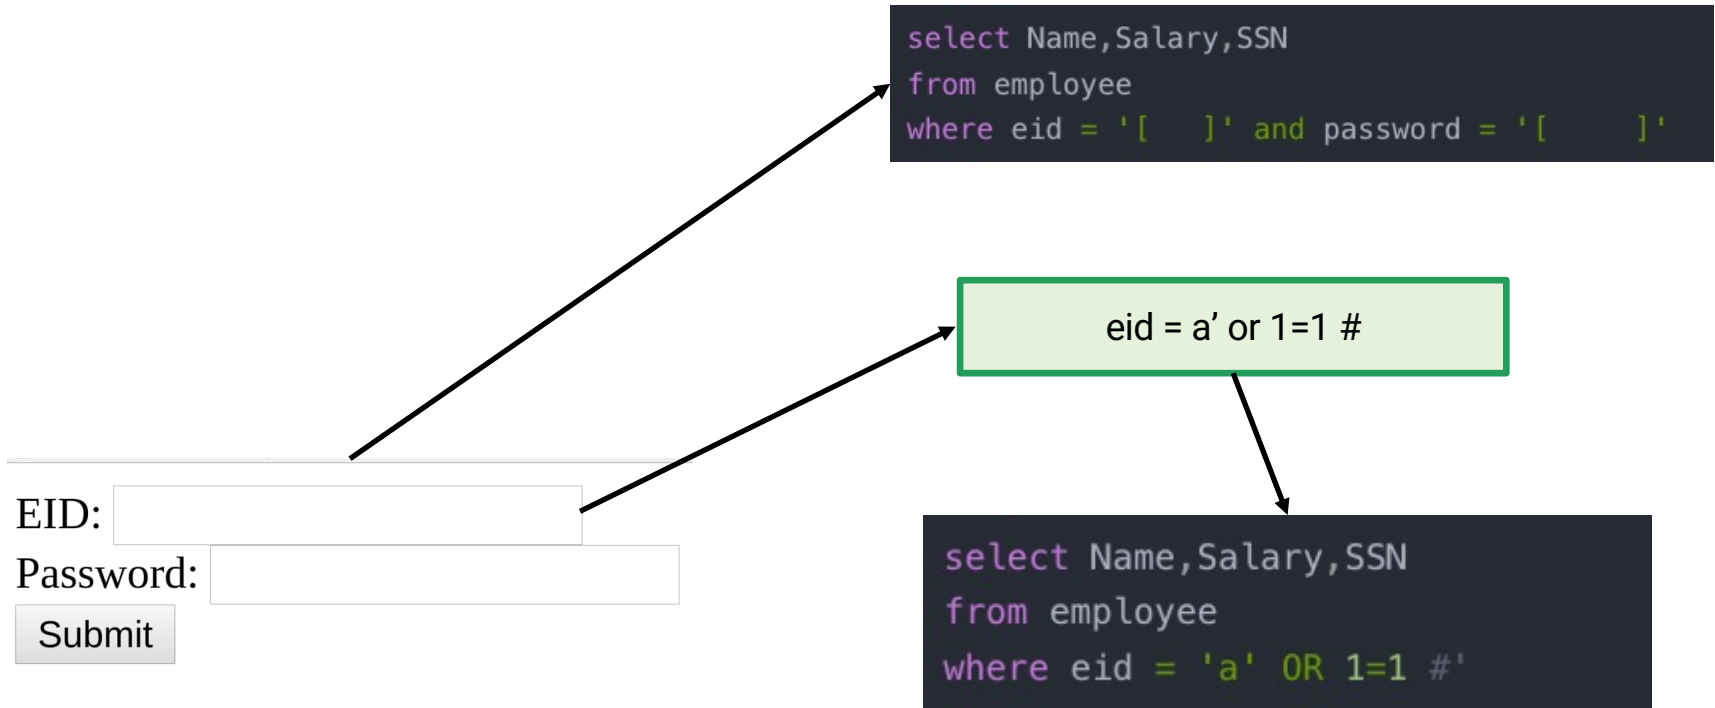 select Name,Salary,SSN
from employee
where eid = '[   ]' and password = '[     ]'
eid = a’ or 1=1 #
EID:
Password:
Submit
select Name,Salary,SSN
from employee
where eid = 'a' OR 1=1 #'